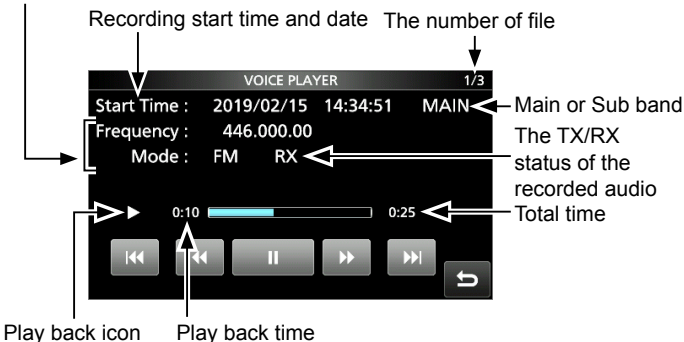 Recording start time and date
The number of file
VOICE PLAYER 1/3
Start Time : 2019/02/15 14:34:51 MAIN
Main or Sub band
Frequency : 446.000.00
The TX/RX
Mode : FM RX
status of the
recorded audio
0:10 0:25
Total time
Play back icon
Play back time